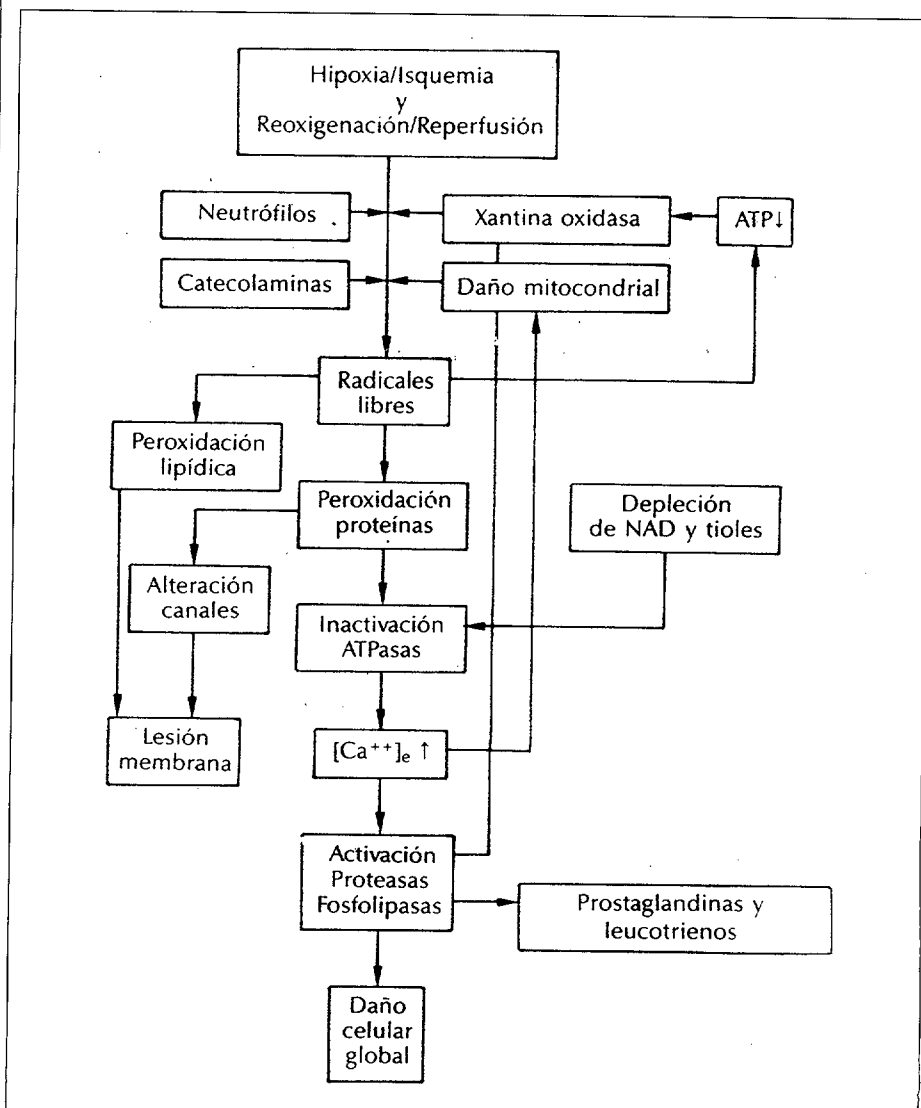 Hipoxia/Isquemia
y
Reoxigenación/Reperfusión
Neutrófilos
Xantina oxidasa
ATP↓
Catecolaminas
Daño mitocondrial
Radicales
libres
Peroxidación
lipídica
Peroxidación
proteínas
Depleción
de NAD y tioles
Alteración
canales
Inactivación
ATPasas
Lesión
membrana
[Ca⁺⁺]ₑ ↑
Activación
Proteasas
Fosfolipasas
Prostaglandinas y
leucotrienos
Daño
celular
global